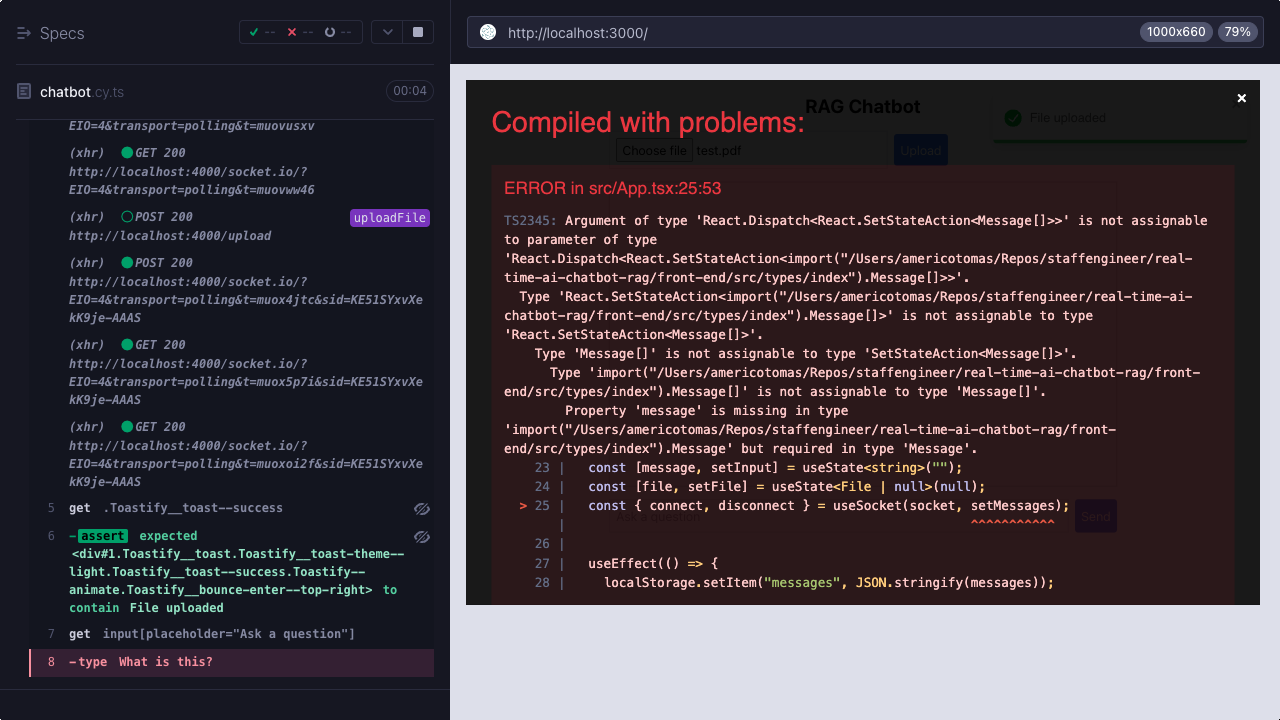 Specs
-- -- --
chatbot.cy.ts
00:04
EIO=4&transport=polling&t=muovusxv
(xhr) GET 200
http://localhost:4000/socket.io/?
EIO=4&transport=polling&t=muovww46
(xhr) POST 200 uploadFile
http://localhost:4000/upload
(xhr) POST 200
http://localhost:4000/socket.io/?
EIO=4&transport=polling&t=muox4jtc&sid=KE51SYxvXe
kK9je-AAAS
(xhr) GET 200
http://localhost:4000/socket.io/?
EIO=4&transport=polling&t=muox5p7i&sid=KE51SYxvXe
kK9je-AAAS
(xhr) GET 200
http://localhost:4000/socket.io/?
EIO=4&transport=polling&t=muoxoi2f&sid=KE51SYxvXe
kK9je-AAAS
5 get .Toastify__toast--success
6 -assert expected
<div#1.Toastify__toast.Toastify__toast-theme--
light.Toastify__toast--success.Toastify--
animate.Toastify__bounce-enter--top-right> to
contain File uploaded
7 get input[placeholder="Ask a question"]
8 -type What is this?
http://localhost:3000/
1000x660 79%
RAG Chatbot
File uploaded
Choose file test.pdf
Upload
Compiled with problems:
ERROR in src/App.tsx:25:53
TS2345: Argument of type 'React.Dispatch<React.SetStateAction<Message[]>>' is not assignable
to parameter of type
'React.Dispatch<React.SetStateAction<import("/Users/americotomas/Repos/staffengineer/real-
time-ai-chatbot-rag/front-end/src/types/index").Message[]>>'.
Type 'React.SetStateAction<import("/Users/americotomas/Repos/staffengineer/real-time-ai-
chatbot-rag/front-end/src/types/index").Message[]>' is not assignable to type
'React.SetStateAction<Message[]>'.
Type 'Message[]' is not assignable to type 'SetStateAction<Message[]>'.
Type 'import("/Users/americotomas/Repos/staffengineer/real-time-ai-chatbot-rag/front-
end/src/types/index").Message[]' is not assignable to type 'Message[]'.
Property 'message' is missing in type
'import("/Users/americotomas/Repos/staffengineer/real-time-ai-chatbot-rag/front-
end/src/types/index").Message' but required in type 'Message'.
23 | const [message, setInput] = useState<string>("");
24 | const [file, setFile] = useState<File | null>(null);
> 25 | const { connect, disconnect } = useSocket(socket, setMessages);
| ^^^^^^^^^^^
26 |
27 | useEffect(() => {
28 | localStorage.setItem("messages", JSON.stringify(messages));
Ask a question
Send